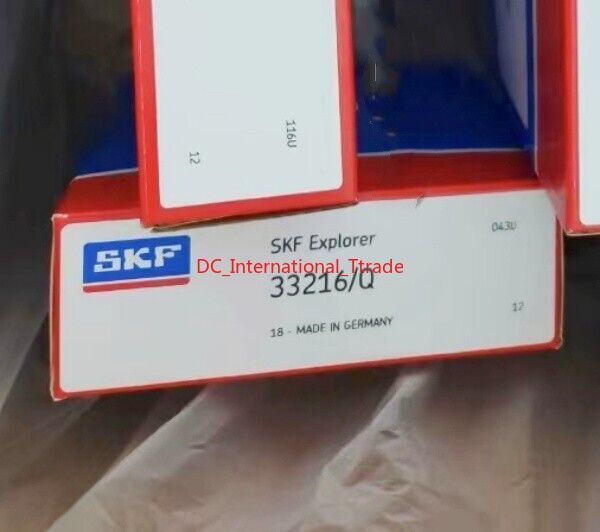 116U
12
SKF
SKF Explorer
043U
DC_International_Ttrade
33216/Q
12
18 - MADE IN GERMANY